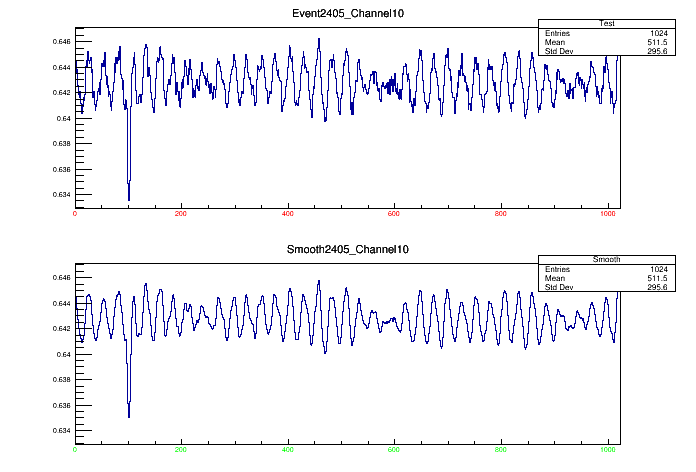 Event2405_Channel10
Test
Entries 1024
Mean 511.5
Std Dev 295.6
0.646
0.644
0.642
0.64
0.638
0.636
0.634
0 200 400 600 800 1000
Smooth2405_Channel10
Smooth
Entries 1024
Mean 511.5
Std Dev 295.6
0.646
0.644
0.642
0.64
0.638
0.636
0.634
0 200 400 600 800 1000